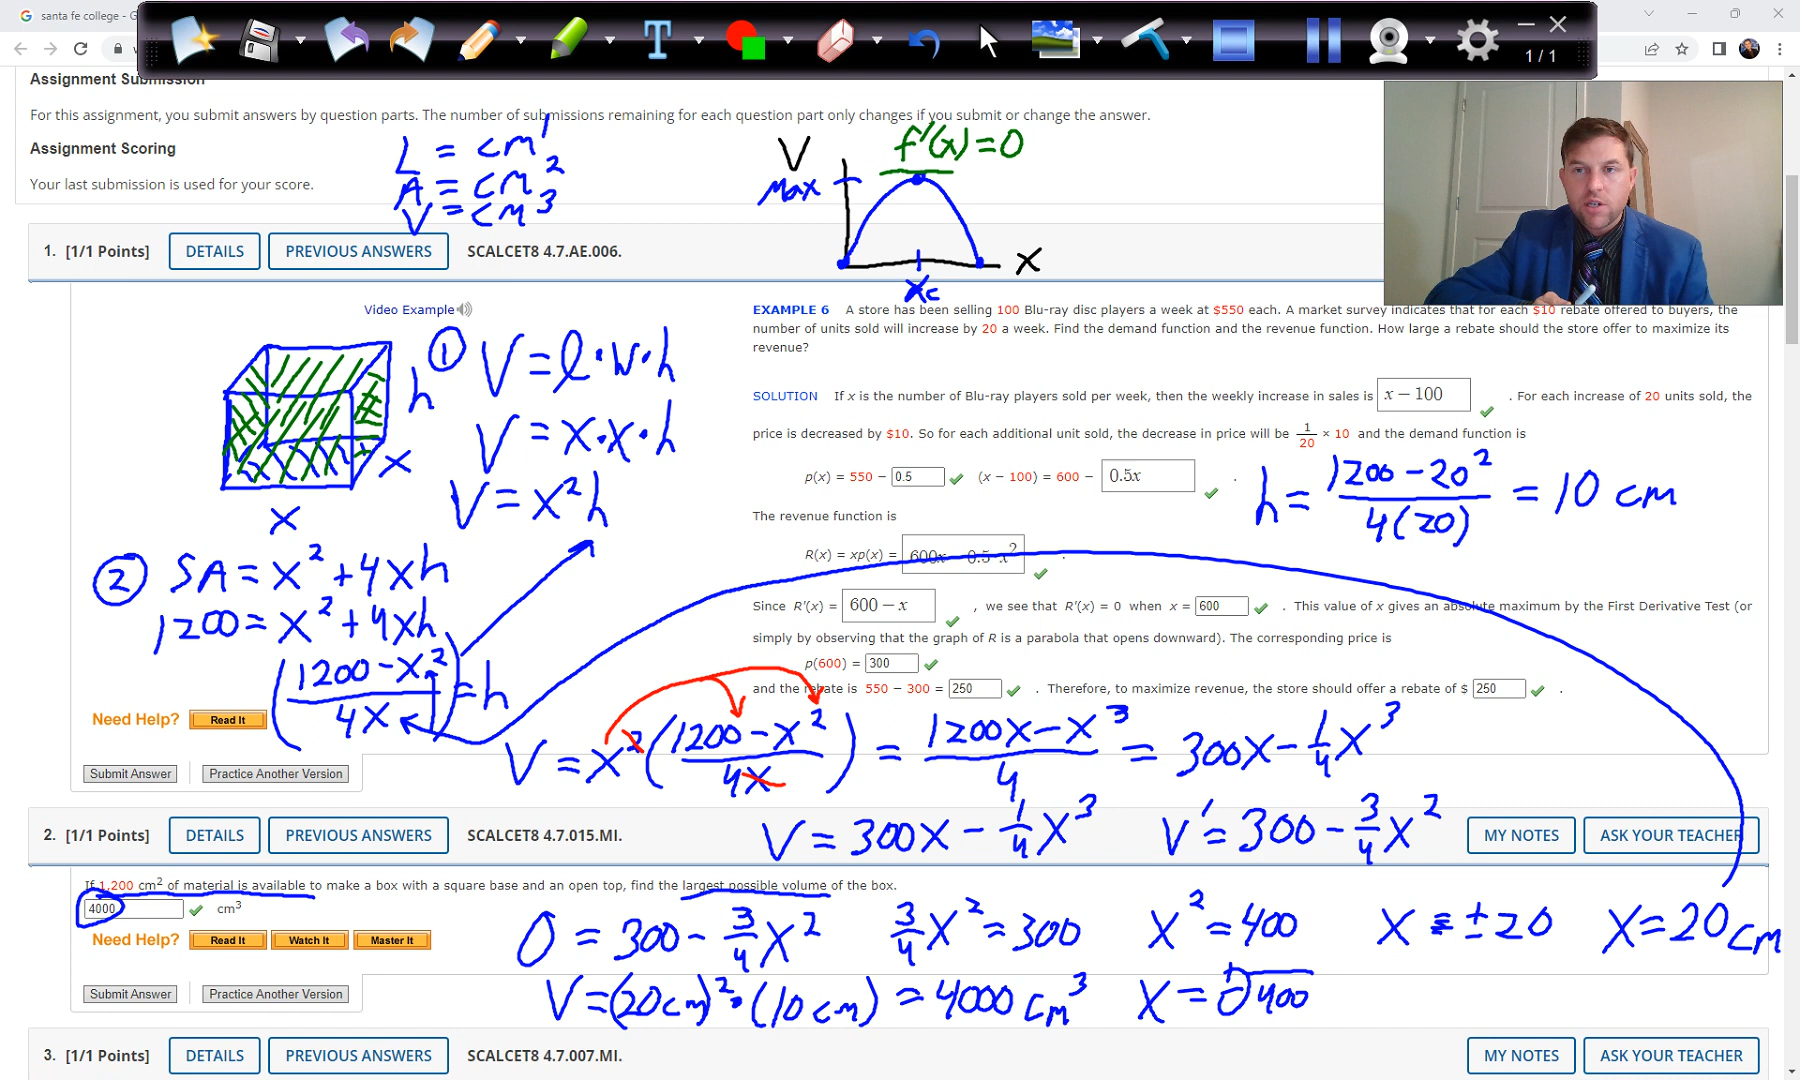 santa fe college - G
1 / 1
Assignment Submission
For this assignment, you submit answers by question parts. The number of submissions remaining for each question part only changes if you submit or change the answer.
Assignment Scoring
Your last submission is used for your score.
L = cm¹
A = cm²
V = cm³
V
Max
f'(x) = 0
x
xc
1. [1/1 Points] DETAILS PREVIOUS ANSWERS SCALCET8 4.7.AE.006.
Video Example
EXAMPLE 6 A store has been selling 100 Blu-ray disc players a week at $550 each. A market survey indicates that for each $10 rebate offered to buyers, the
number of units sold will increase by 20 a week. Find the demand function and the revenue function. How large a rebate should the store offer to maximize its
revenue?
SOLUTION If x is the number of Blu-ray players sold per week, then the weekly increase in sales is x − 100 . For each increase of 20 units sold, the
price is decreased by $10. So for each additional unit sold, the decrease in price will be 1/20 × 10 and the demand function is
p(x) = 550 − 0.5 (x − 100) = 600 − 0.5x .
The revenue function is
R(x) = xp(x) = 600x − 0.5 x² .
Since R'(x) = 600 − x , we see that R'(x) = 0 when x = 600 . This value of x gives an absolute maximum by the First Derivative Test (or
simply by observing that the graph of R is a parabola that opens downward). The corresponding price is
p(600) = 300
and the rebate is 550 − 300 = 250 . Therefore, to maximize revenue, the store should offer a rebate of $ 250 .
h
x
x
① V = l · w · h
V = x · x · h
V = x²h
h = (1200 − 20²)/(4(20)) = 10 cm
② SA = x² + 4xh
1200 = x² + 4xh
((1200 − x²)/(4x)) = h
Need Help? Read It
V = x²((1200 − x²)/(4x)) = (1200x − x³)/4 = 300x − 1/4 x³
Submit Answer Practice Another Version
V = 300x − 1/4 x³ V' = 300 − 3/4 x²
2. [1/1 Points] DETAILS PREVIOUS ANSWERS SCALCET8 4.7.015.MI. MY NOTES ASK YOUR TEACHER
If 1,200 cm² of material is available to make a box with a square base and an open top, find the largest possible volume of the box.
4000 cm³
Need Help? Read It Watch It Master It
0 = 300 − 3/4 x² 3/4 x² = 300 x² = 400 x = ±20 x = 20 cm
Submit Answer Practice Another Version
V = (20cm)² · (10cm) = 4000 cm³ x = ±√400
3. [1/1 Points] DETAILS PREVIOUS ANSWERS SCALCET8 4.7.007.MI. MY NOTES ASK YOUR TEACHER